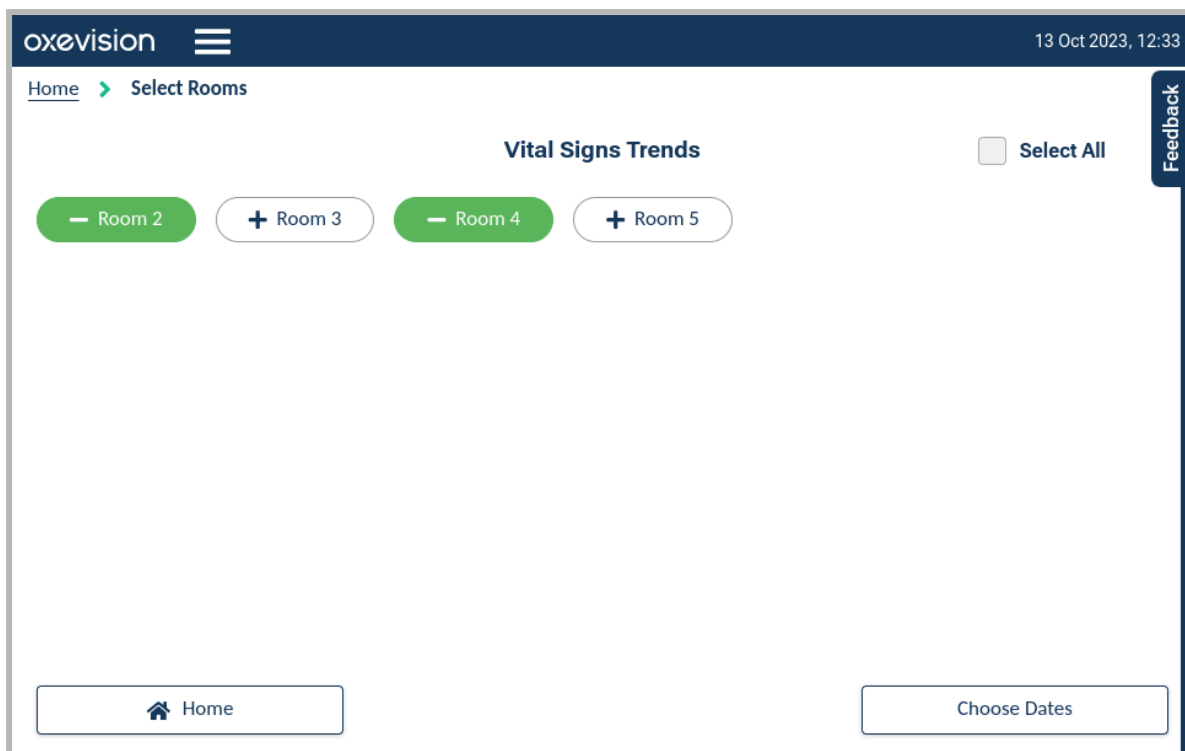 oxevision 13 Oct 2023, 12:33
Home Select Rooms
Feedback
Vital Signs Trends Select All
Room 2 Room 3 Room 4 Room 5
Home Choose Dates